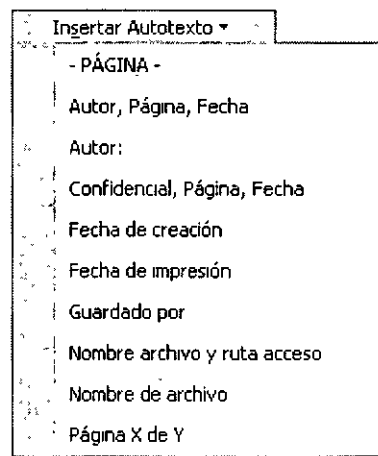 Insertar Autotexto ▾
- PÁGINA -
Autor, Página, Fecha
Autor:
Confidencial, Página, Fecha
Fecha de creación
Fecha de impresión
Guardado por
Nombre archivo y ruta acceso
Nombre de archivo
Página X de Y